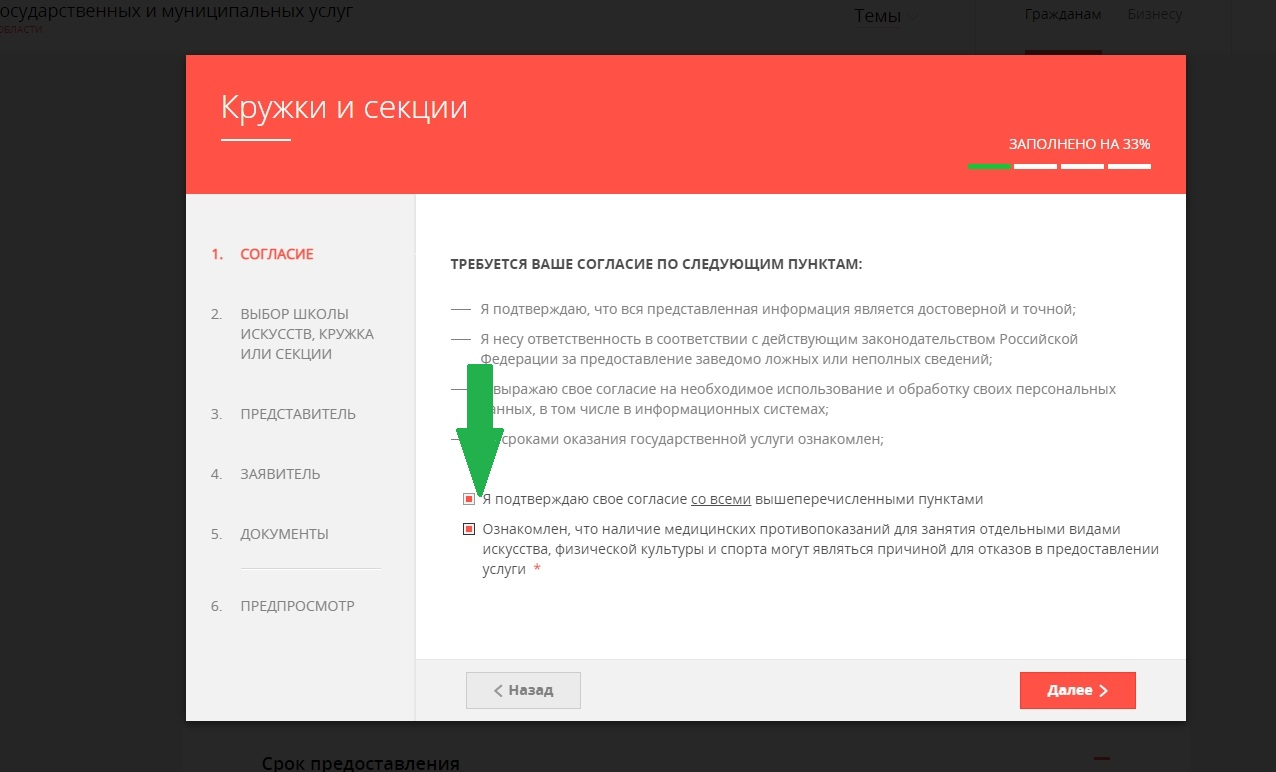 осударственных и муниципальных услуг
ОБЛАСТИ
Темы
Гражданам
Бизнесу
Кружки и секции
ЗАПОЛНЕНО НА 33%
1. СОГЛАСИЕ
2. ВЫБОР ШКОЛЫ
ИСКУССТВ, КРУЖКА
ИЛИ СЕКЦИИ
3. ПРЕДСТАВИТЕЛЬ
4. ЗАЯВИТЕЛЬ
5. ДОКУМЕНТЫ
6. ПРЕДПРОСМОТР
ТРЕБУЕТСЯ ВАШЕ СОГЛАСИЕ ПО СЛЕДУЮЩИМ ПУНКТАМ:
Я подтверждаю, что вся представленная информация является достоверной и точной;
Я несу ответственность в соответствии с действующим законодательством Российской
Федерации за предоставление заведомо ложных или неполных сведений;
выражаю свое согласие на необходимое использование и обработку своих персональных
анных, в том числе в информационных системах;
сроками оказания государственной услуги ознакомлен;
Я подтверждаю свое согласие со всеми вышеперечисленными пунктами
Ознакомлен, что наличие медицинских противопоказаний для занятия отдельными видами
искусства, физической культуры и спорта могут являться причиной для отказов в предоставлении
услуги *
Назад
Далее
Срок предоставления